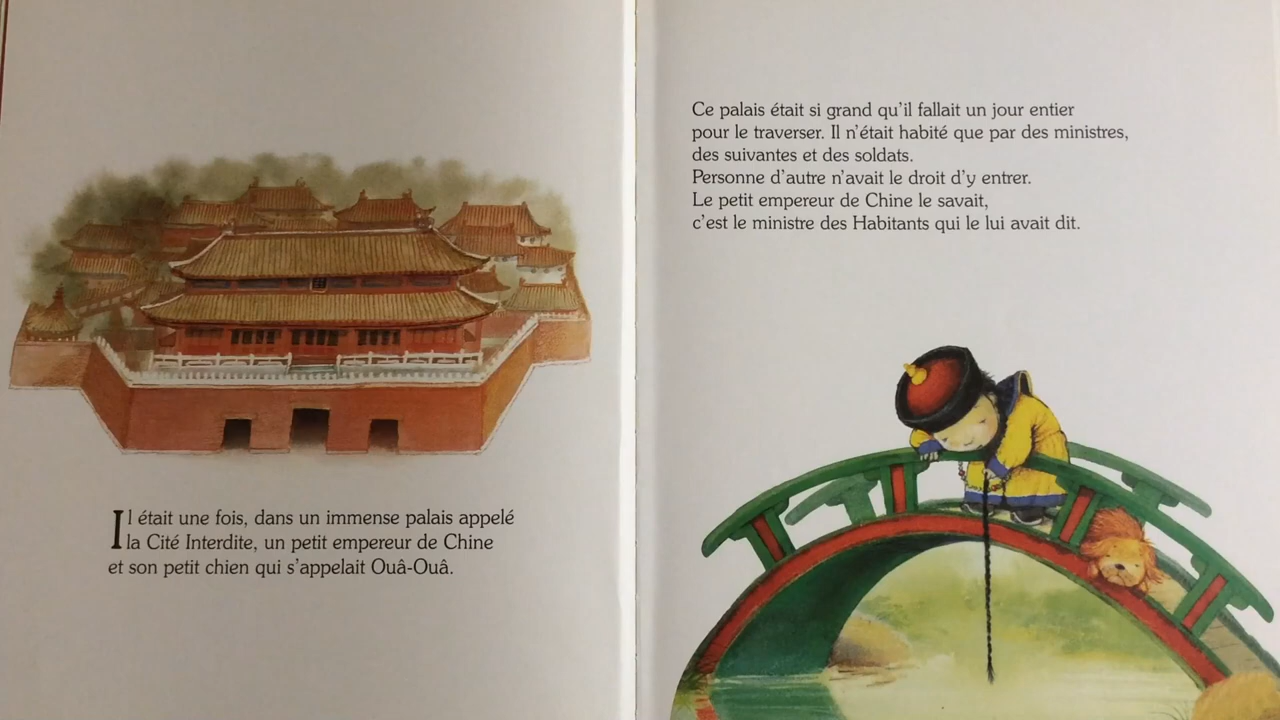 Il était une fois, dans un immense palais appelé
la Cité Interdite, un petit empereur de Chine
et son petit chien qui s'appelait Ouâ-Ouâ.
Ce palais était si grand qu'il fallait un jour entier
pour le traverser. Il n'était habité que par des ministres,
des suivantes et des soldats.
Personne d'autre n'avait le droit d'y entrer.
Le petit empereur de Chine le savait,
c'est le ministre des Habitants qui le lui avait dit.